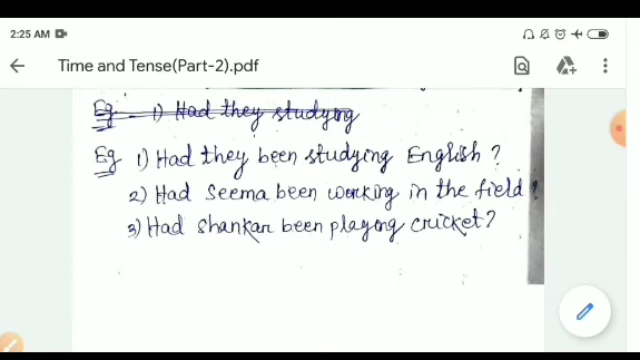 2:25 AM
Time and Tense(Part-2).pdf
Eg - 1) Had they studying
Eg 1) Had they been studying English ?
2) Had Seema been working in the field ?
3) Had Shankar been playing cricket ?